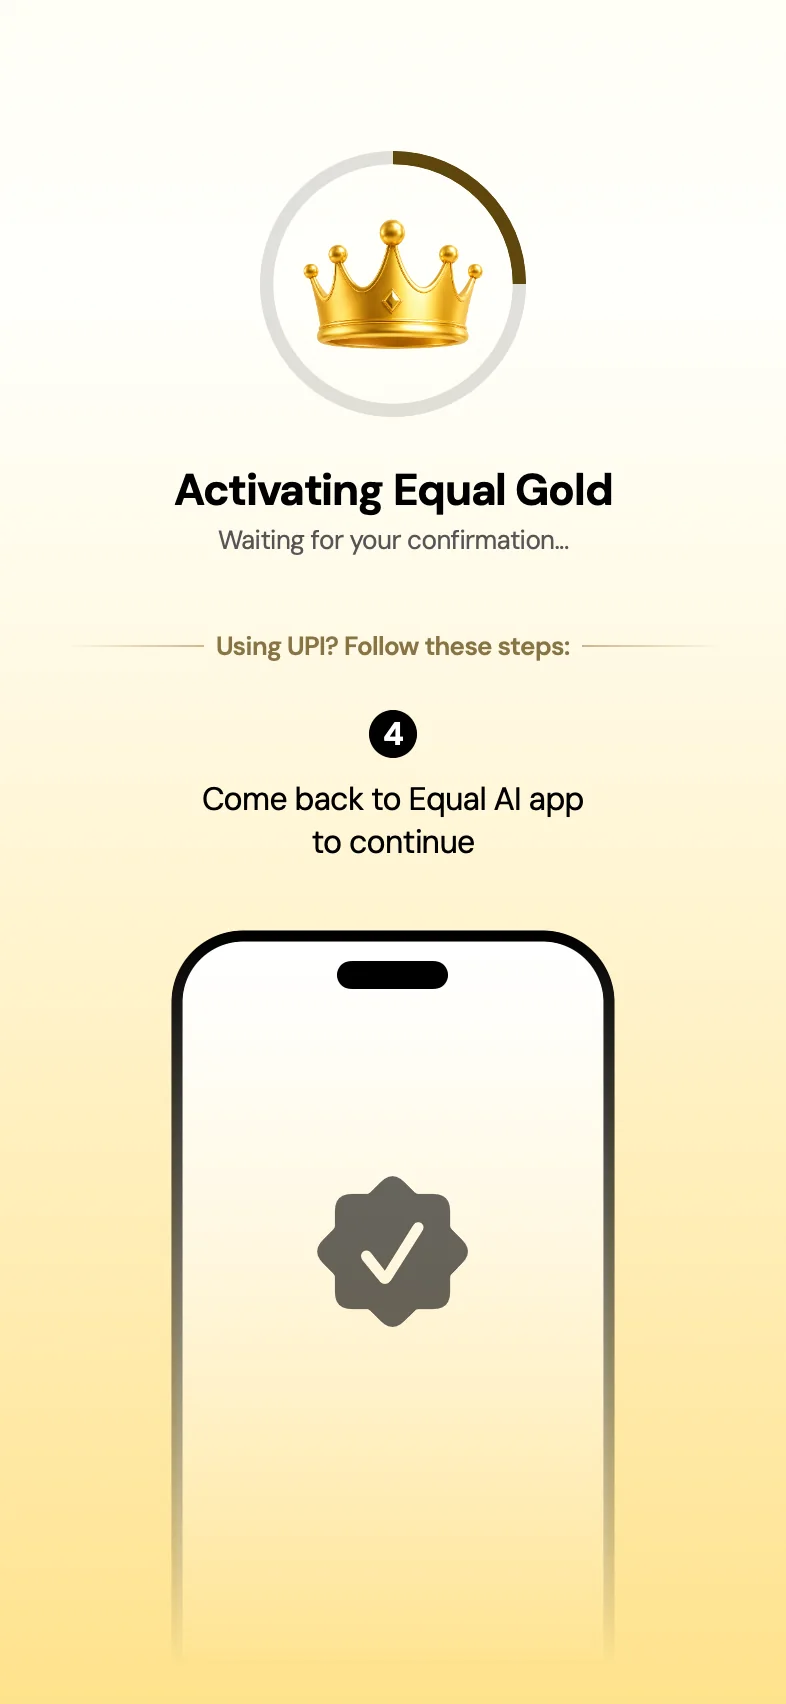 Activating Equal Gold
Waiting for your confirmation...
Using UPI? Follow these steps:
4
Come back to Equal AI app
to continue